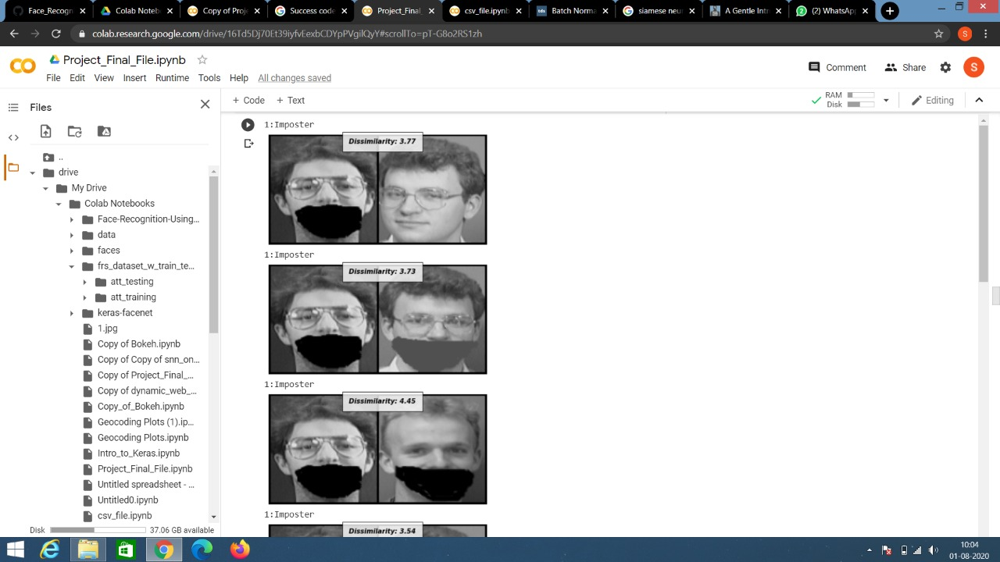 Face_Recogn
Colab Noteb
Copy of Proje
Success code
Project_Final_
csv_file.ipynb
Batch Norma
siamese neur
A Gentle Intr
(2) WhatsApp
colab.research.google.com/drive/16Td5Dj70Et39iyfvEexbCDYpPVgilQyY#scrollTo=pT-G8o2RS1zh
S
CO
Project_Final_File.ipynb
File Edit View Insert Runtime Tools Help All changes saved
Comment
Share
S
Files
+ Code + Text
RAM
Disk
Editing
..
drive
My Drive
Colab Notebooks
Face-Recognition-Using...
data
faces
frs_dataset_w_train_te...
att_testing
att_training
keras-facenet
1.jpg
Copy of Bokeh.ipynb
Copy of Copy of snn_on...
Copy of Project_Final_...
Copy of dynamic_web_...
Copy_of_Bokeh.ipynb
Geocoding Plots (1).ip...
Geocoding Plots.ipynb
Intro_to_Keras.ipynb
Project_Final_File.ipynb
Untitled spreadsheet - ...
Untitled0.ipynb
csv_file.ipynb
Disk 37.06 GB available
1:Imposter
Dissimilarity: 3.77
1:Imposter
Dissimilarity: 3.73
1:Imposter
Dissimilarity: 4.45
1:Imposter
Dissimilarity: 3.54
10:04
01-08-2020